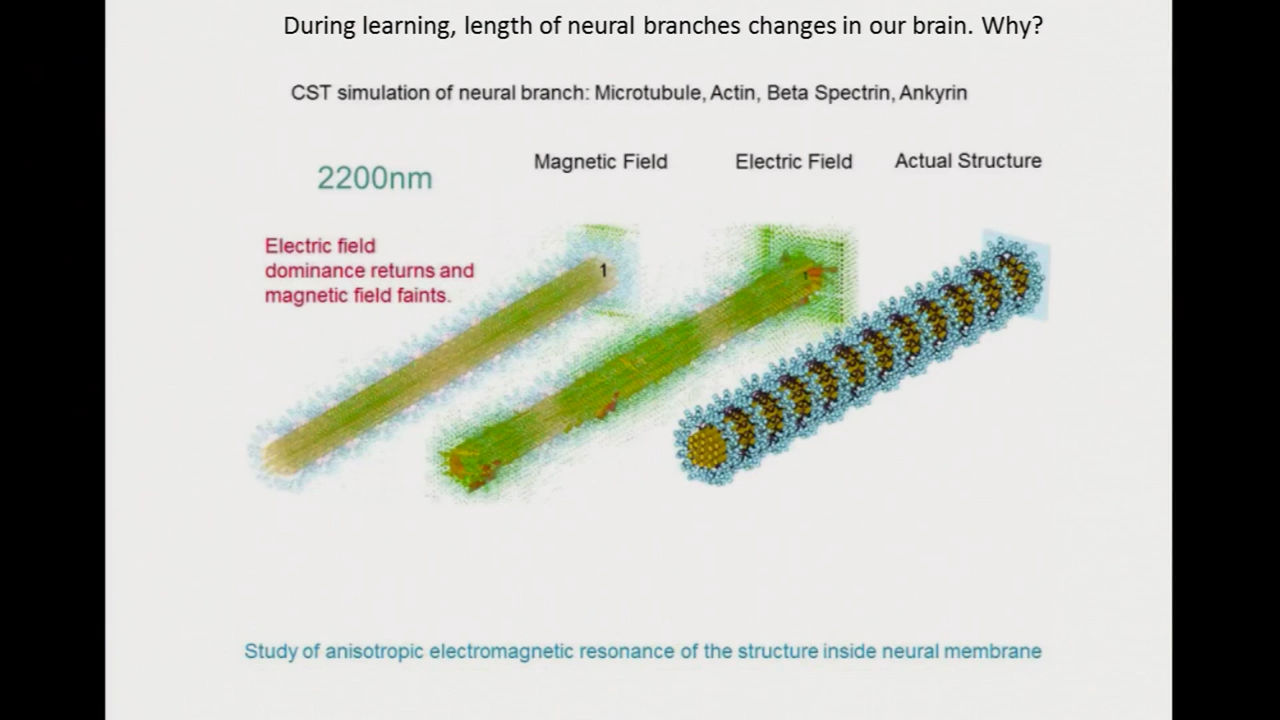 During learning, length of neural branches changes in our brain. Why?
CST simulation of neural branch: Microtubule, Actin, Beta Spectrin, Ankyrin
2200nm
Magnetic Field
Electric Field
Actual Structure
Electric field
dominance returns and
magnetic field faints.
1
1
Study of anisotropic electromagnetic resonance of the structure inside neural membrane